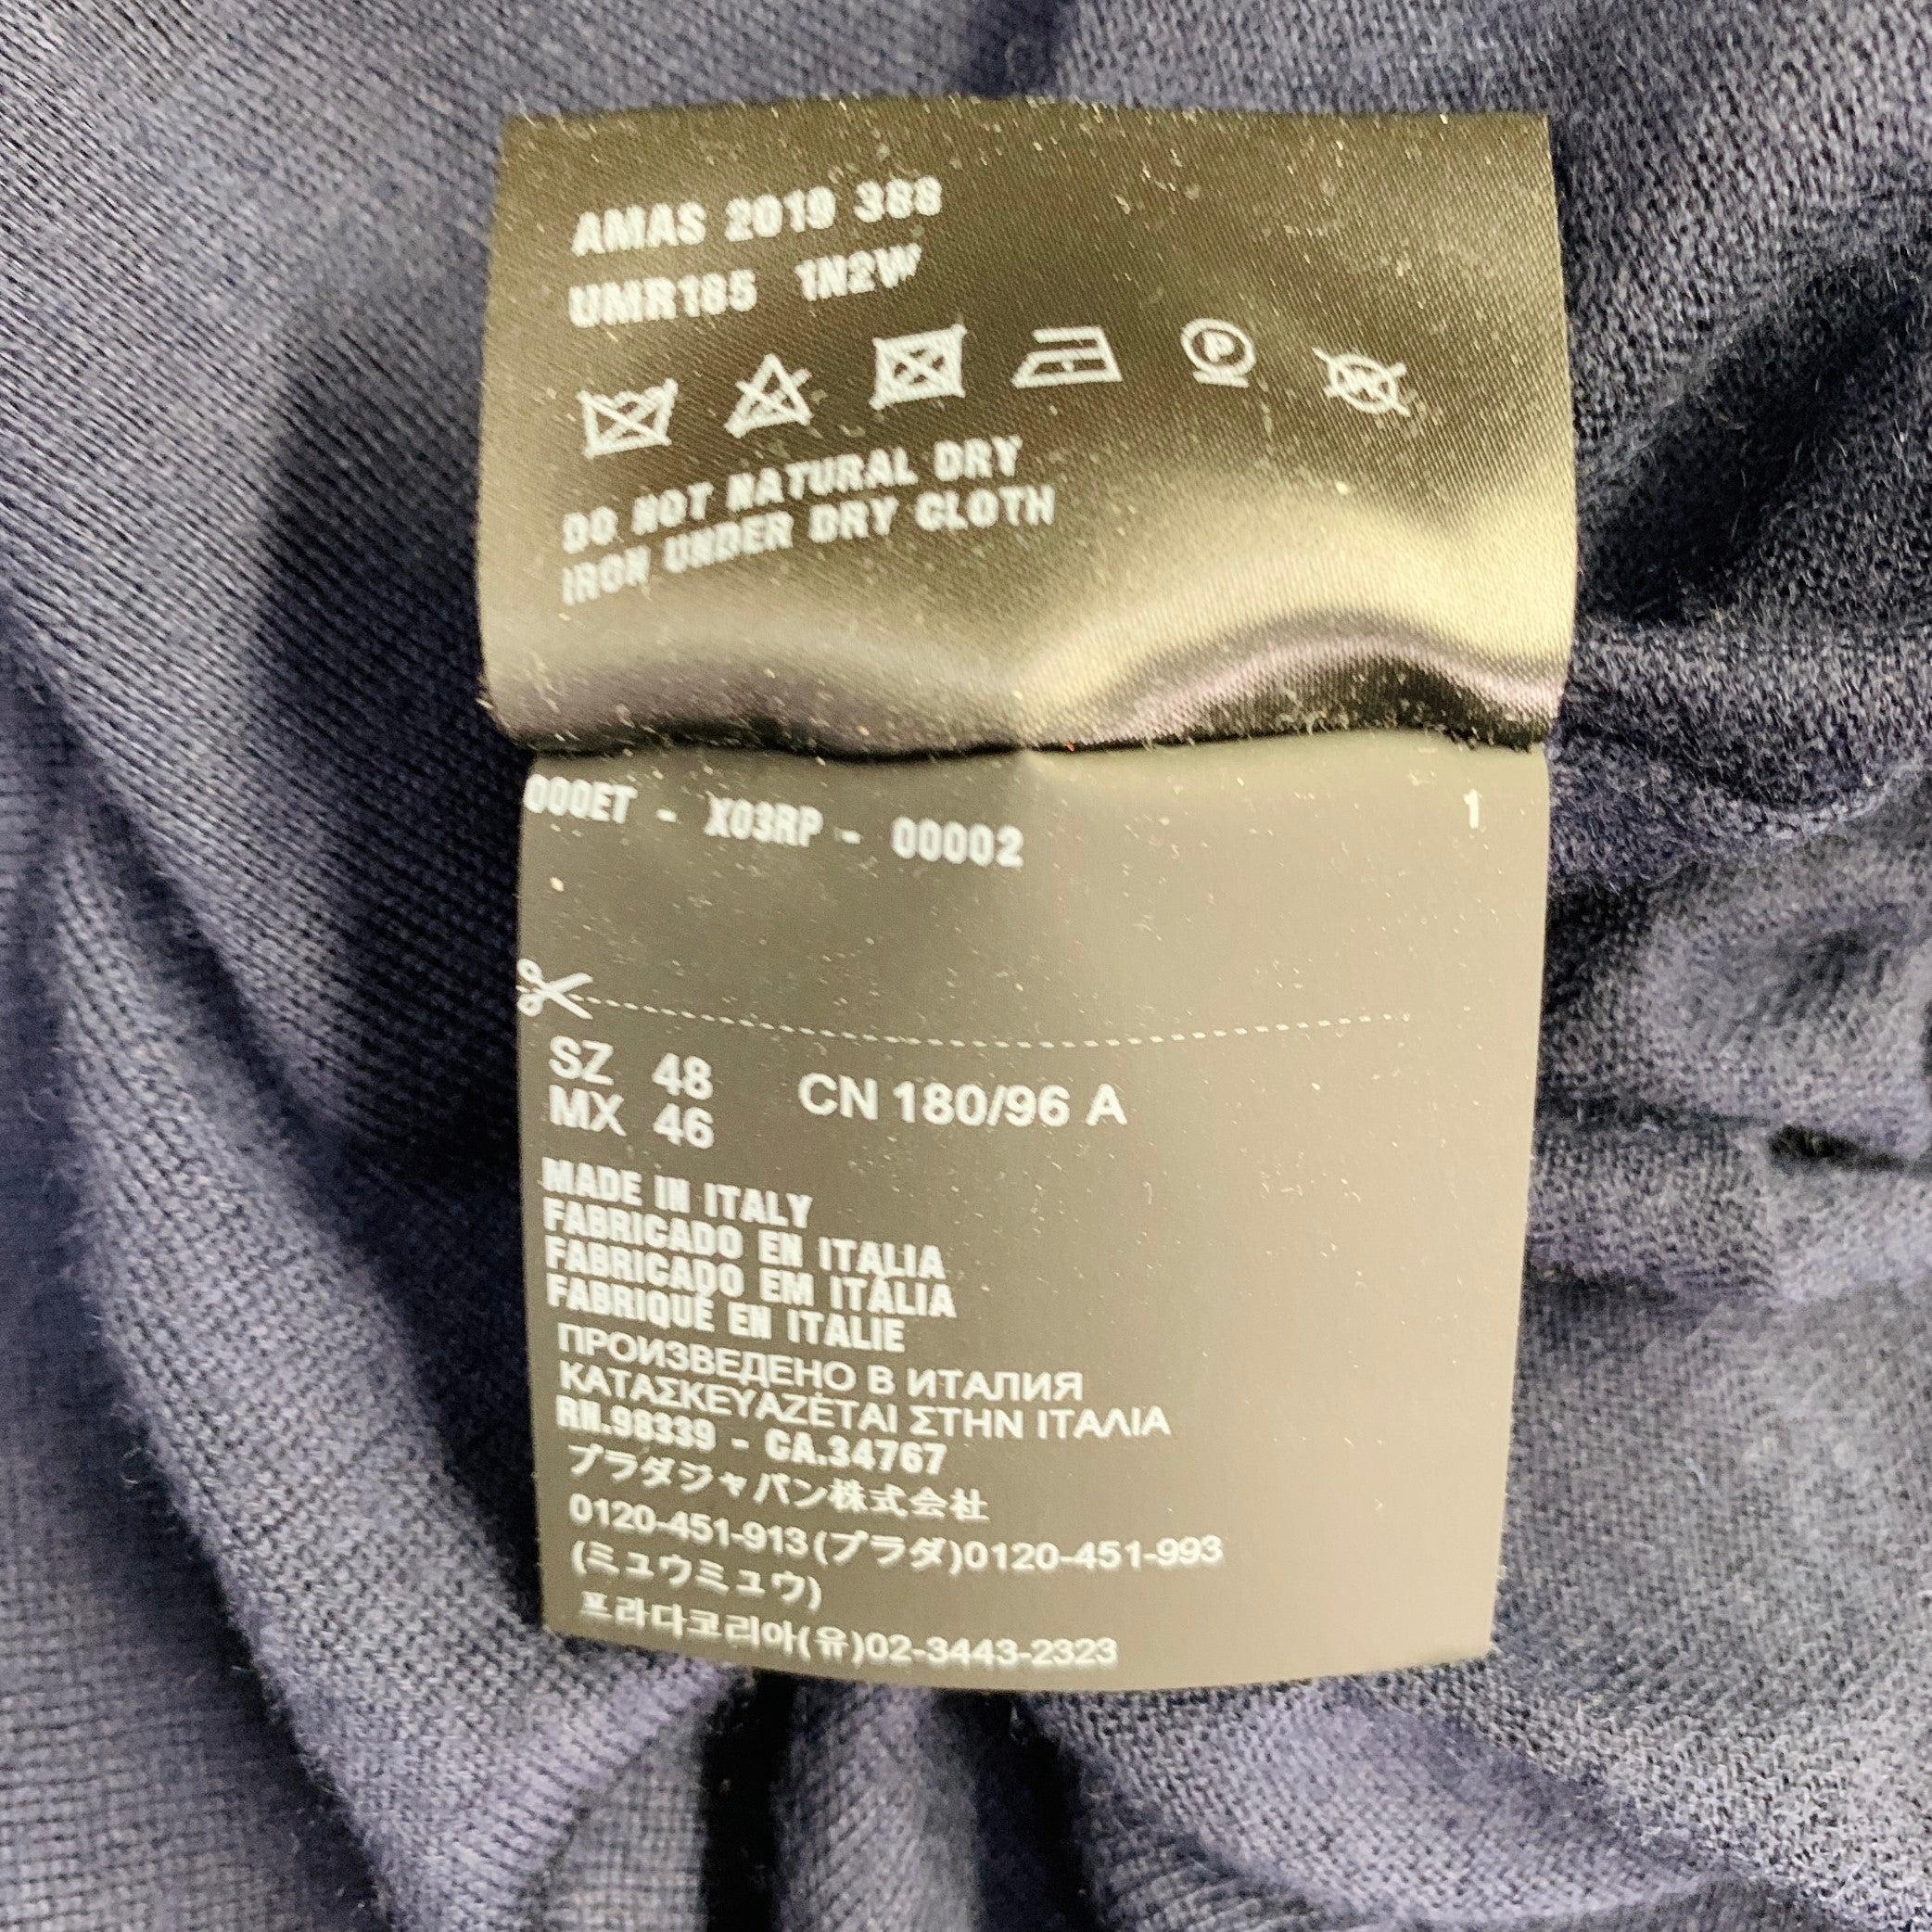 AMAS 2019 388
UMR185 1N2W
P W
DO NOT NATURAL DRY
IRON UNDER DRY CLOTH
000ET - X03RP - 00002 1
SZ 48 CN 180/96 A
MX 46
MADE IN ITALY
FABRICADO EN ITALIA
FABRICADO EM ITÁLIA
FABRIQUÉ EN ITALIE
ПРОИЗВЕДЕНО В ИТАЛИЯ
ΚΑΤΑΣΚΕΥΑΖΕΤΑΙ ΣΤΗΝ ΙΤΑΛΙΑ
RN.98339 - CA.34767
プラダジャパン株式会社
0120-451-913(プラダ)0120-451-993
(ミュウミュウ)
프라다코리아(유)02-3443-2323